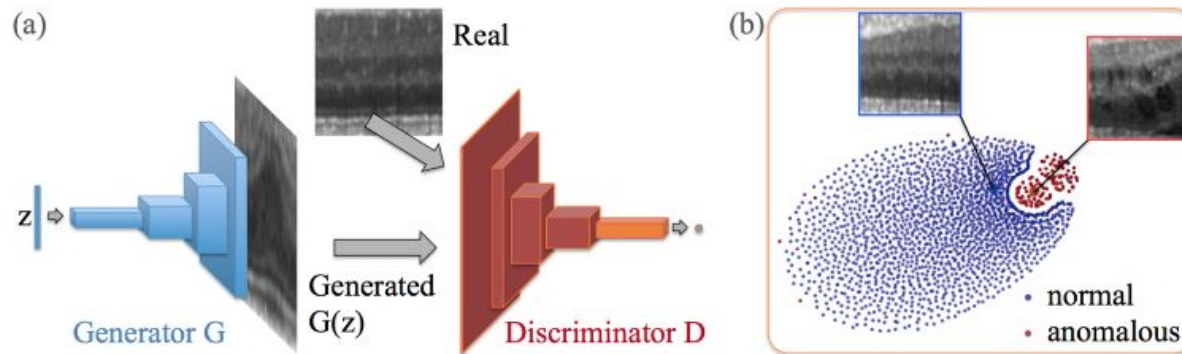 (a)
Real
z
Generated
G(z)
Generator G
Discriminator D
(b)
normal
anomalous